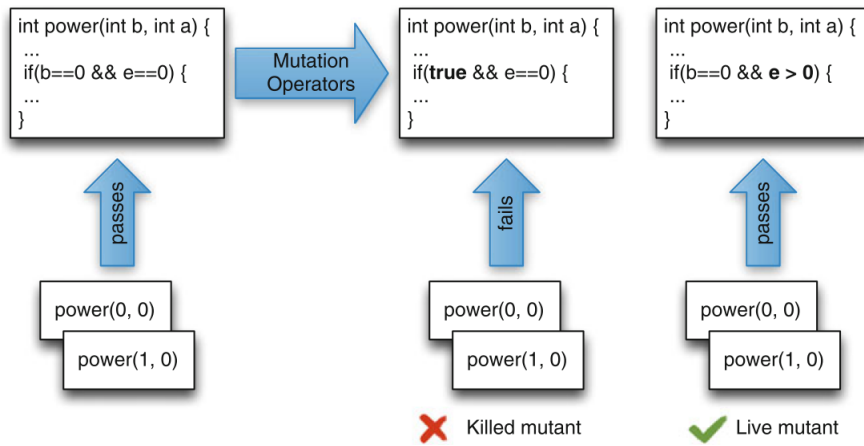 int power(int b, int a) {
...
if(b==0 && e==0) {
...
}
Mutation
Operators
int power(int b, int a) {
...
if(true && e==0) {
...
}
int power(int b, int a) {
...
if(b==0 && e > 0) {
...
}
passes
fails
passes
power(0, 0)
power(1, 0)
power(0, 0)
power(1, 0)
power(0, 0)
power(1, 0)
Killed mutant
Live mutant